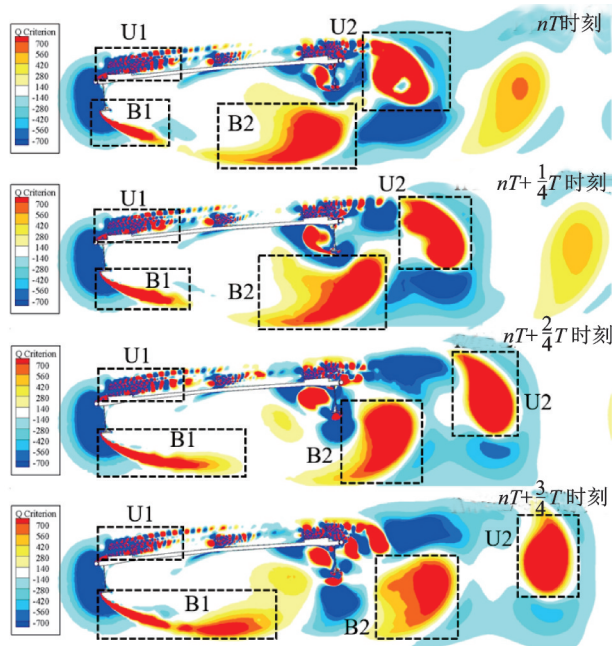 nT时刻
U1
U2
Q Criterion
700
560
420
280
140
-140
-280
-420
-560
-700
B1
B2
nT+1/4T时刻
U1
U2
Q Criterion
700
560
420
280
140
-140
-280
-420
-560
-700
B1
B2
nT+2/4T时刻
U1
Q Criterion
700
560
420
280
140
-140
-280
-420
-560
-700
U2
B1
B2
nT+3/4T时刻
U1
U2
Q Criterion
700
560
420
280
140
-140
-280
-420
-560
-700
B1
B2